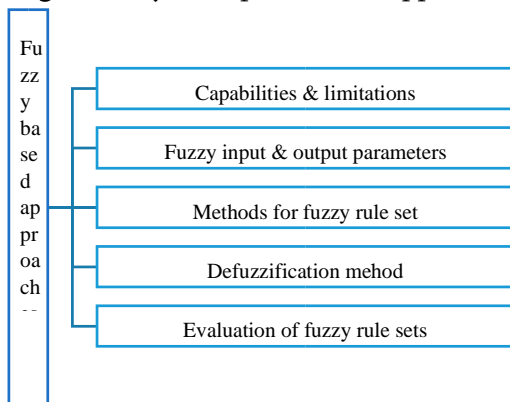 Fu
zz
y
ba
se
d
ap
pr
oa
ch
Capabilities & limitations
Fuzzy input & output parameters
Methods for fuzzy rule set
Defuzzification mehod
Evaluation of fuzzy rule sets